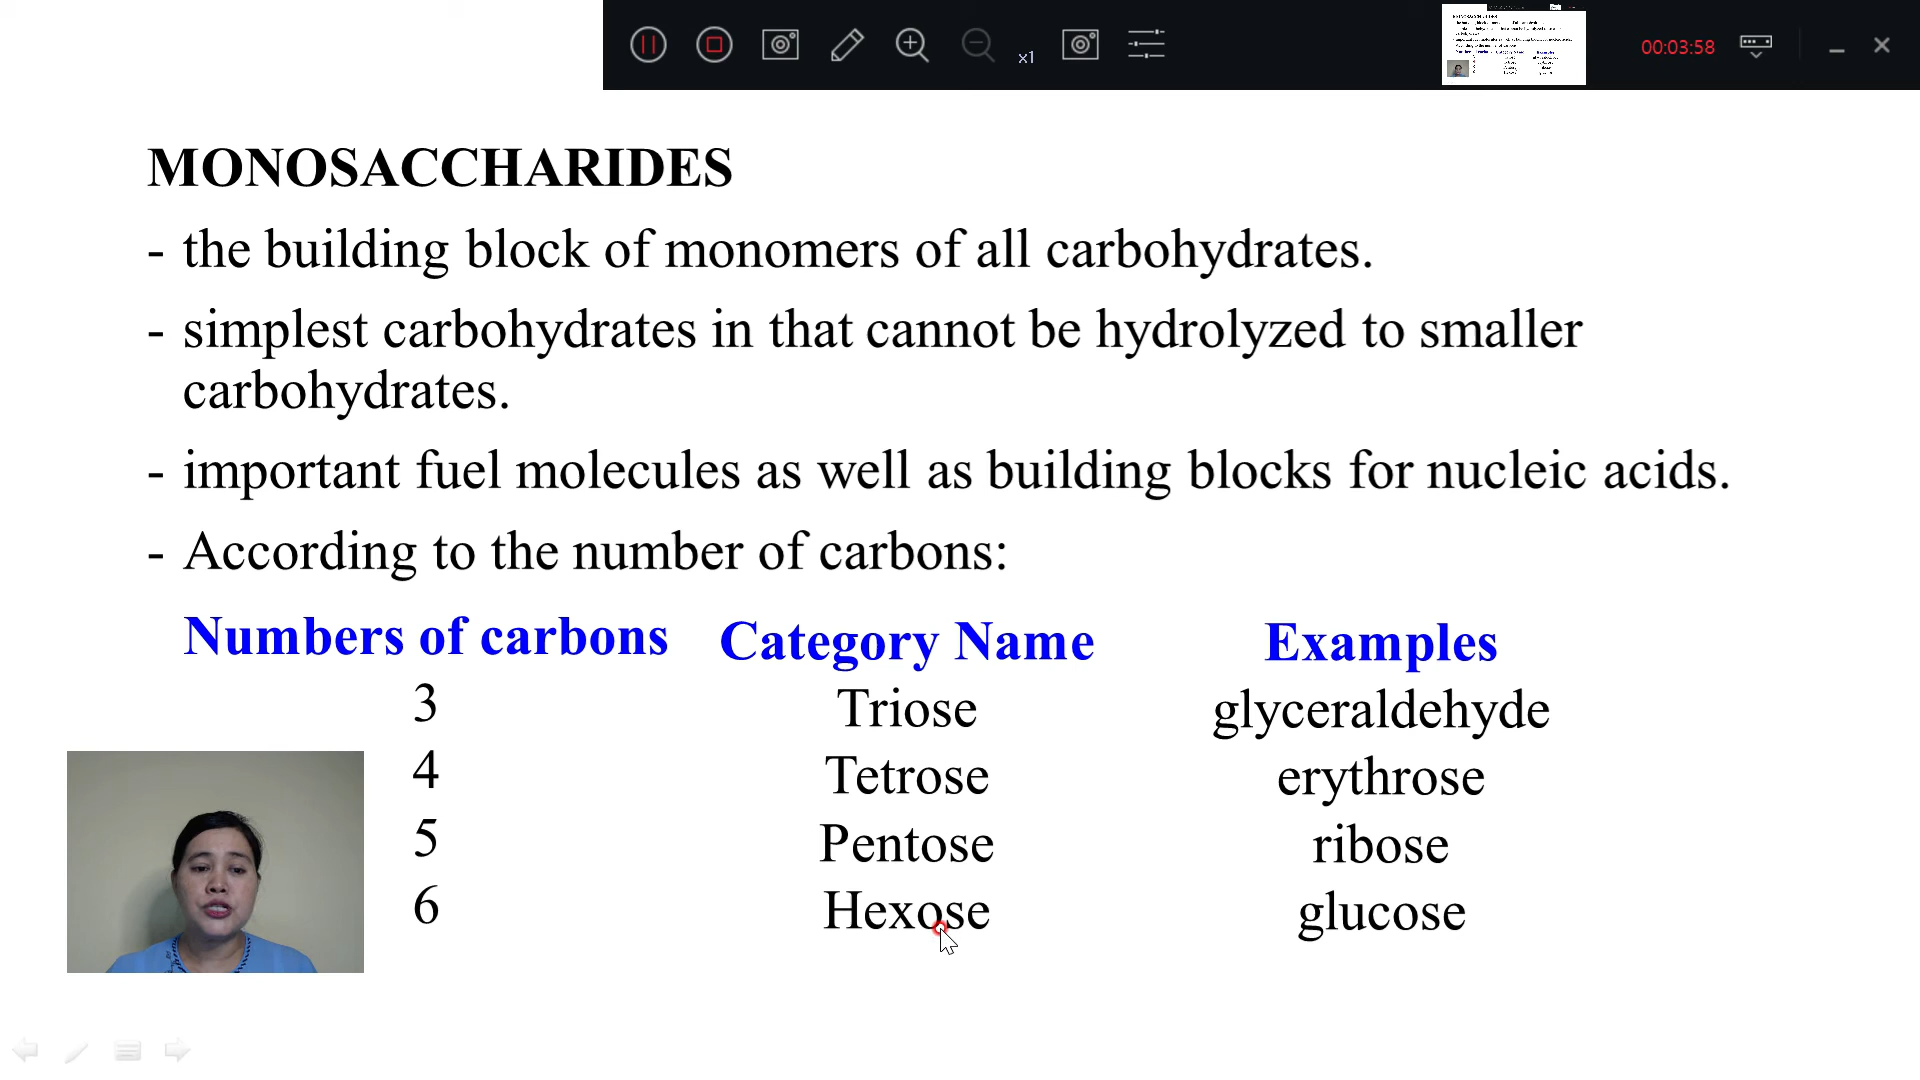 x1
00:03:58
MONOSACCHARIDES
- the building block of monomers of all carbohydrates.
- simplest carbohydrates in that cannot be hydrolyzed to smaller
carbohydrates.
- important fuel molecules as well as building blocks for nucleic acids.
- According to the number of carbons:
Numbers of carbons Category Name Examples
3 Triose glyceraldehyde
4 Tetrose erythrose
5 Pentose ribose
6 Hexose glucose